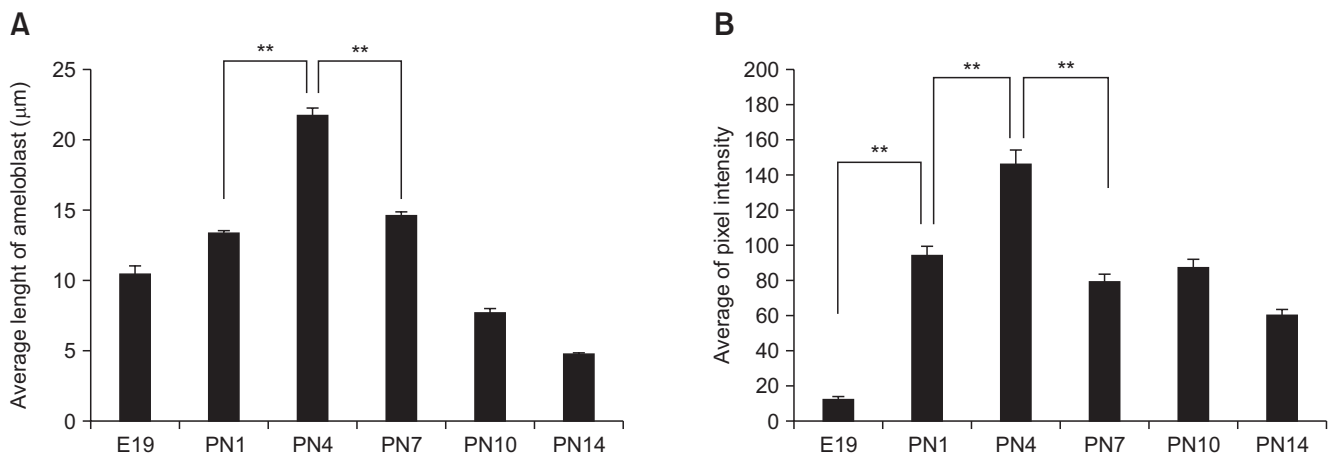 A
Average lenght of ameloblast (μm)
25
20
15
10
5
0
** **
E19 PN1 PN4 PN7 PN10 PN14
B
Average of pixel intensity
200
180
160
140
120
100
80
60
40
20
0
** ** **
E19 PN1 PN4 PN7 PN10 PN14